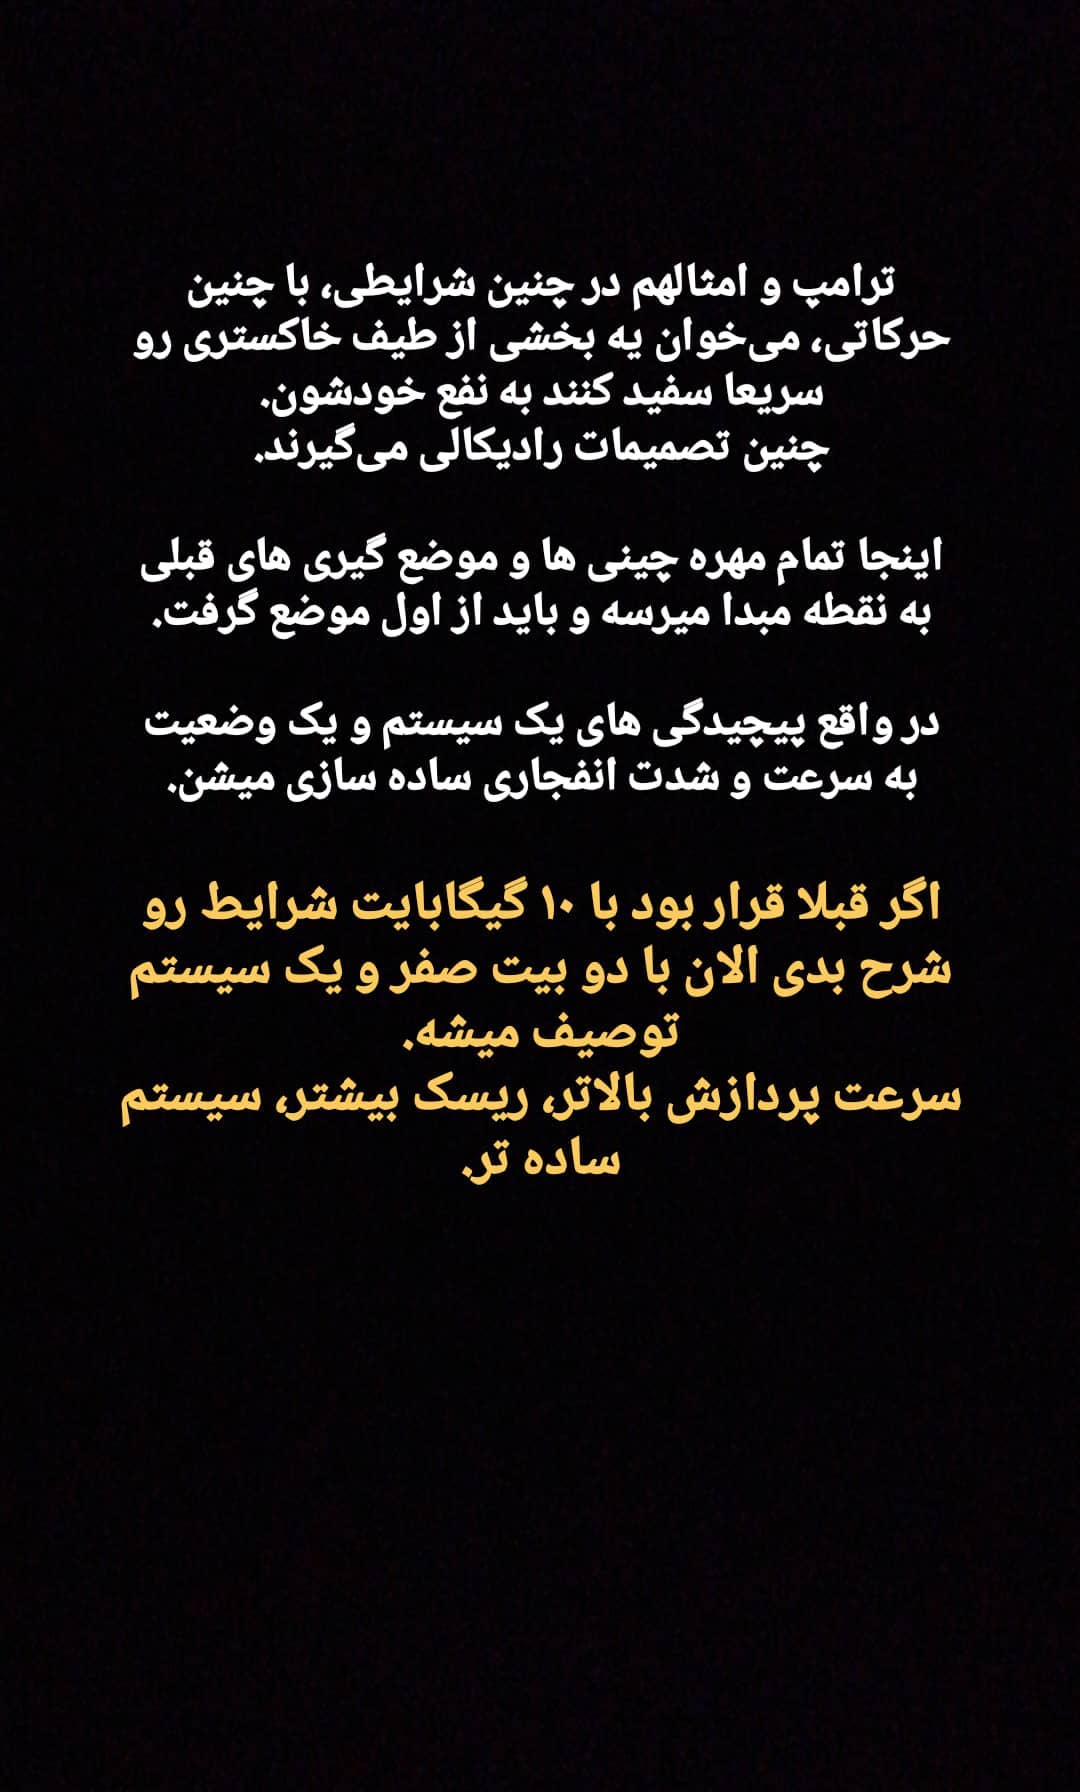 ترامپ و امثالهم در چنین شرایطی، با چنین
حرکاتی، می‌خوان یه بخشی از طیف خاکستری رو
سریعا سفید کنند به نفع خودشون.
چنین تصمیمات رادیکالی می‌گیرند.
اینجا تمام مهره چینی ها و موضع گیری های قبلی
به نقطه مبدا میرسه و باید از اول موضع گرفت.
در واقع پیچیدگی های یک سیستم و یک وضعیت
به سرعت و شدت انفجاری ساده سازی میشن.
اگر قبلا قرار بود با ۱۰ گیگابایت شرایط رو
شرح بدی الان با دو بیت صفر و یک سیستم
توصیف میشه.
سرعت پردازش بالاتر، ریسک بیشتر، سیستم
ساده تر.